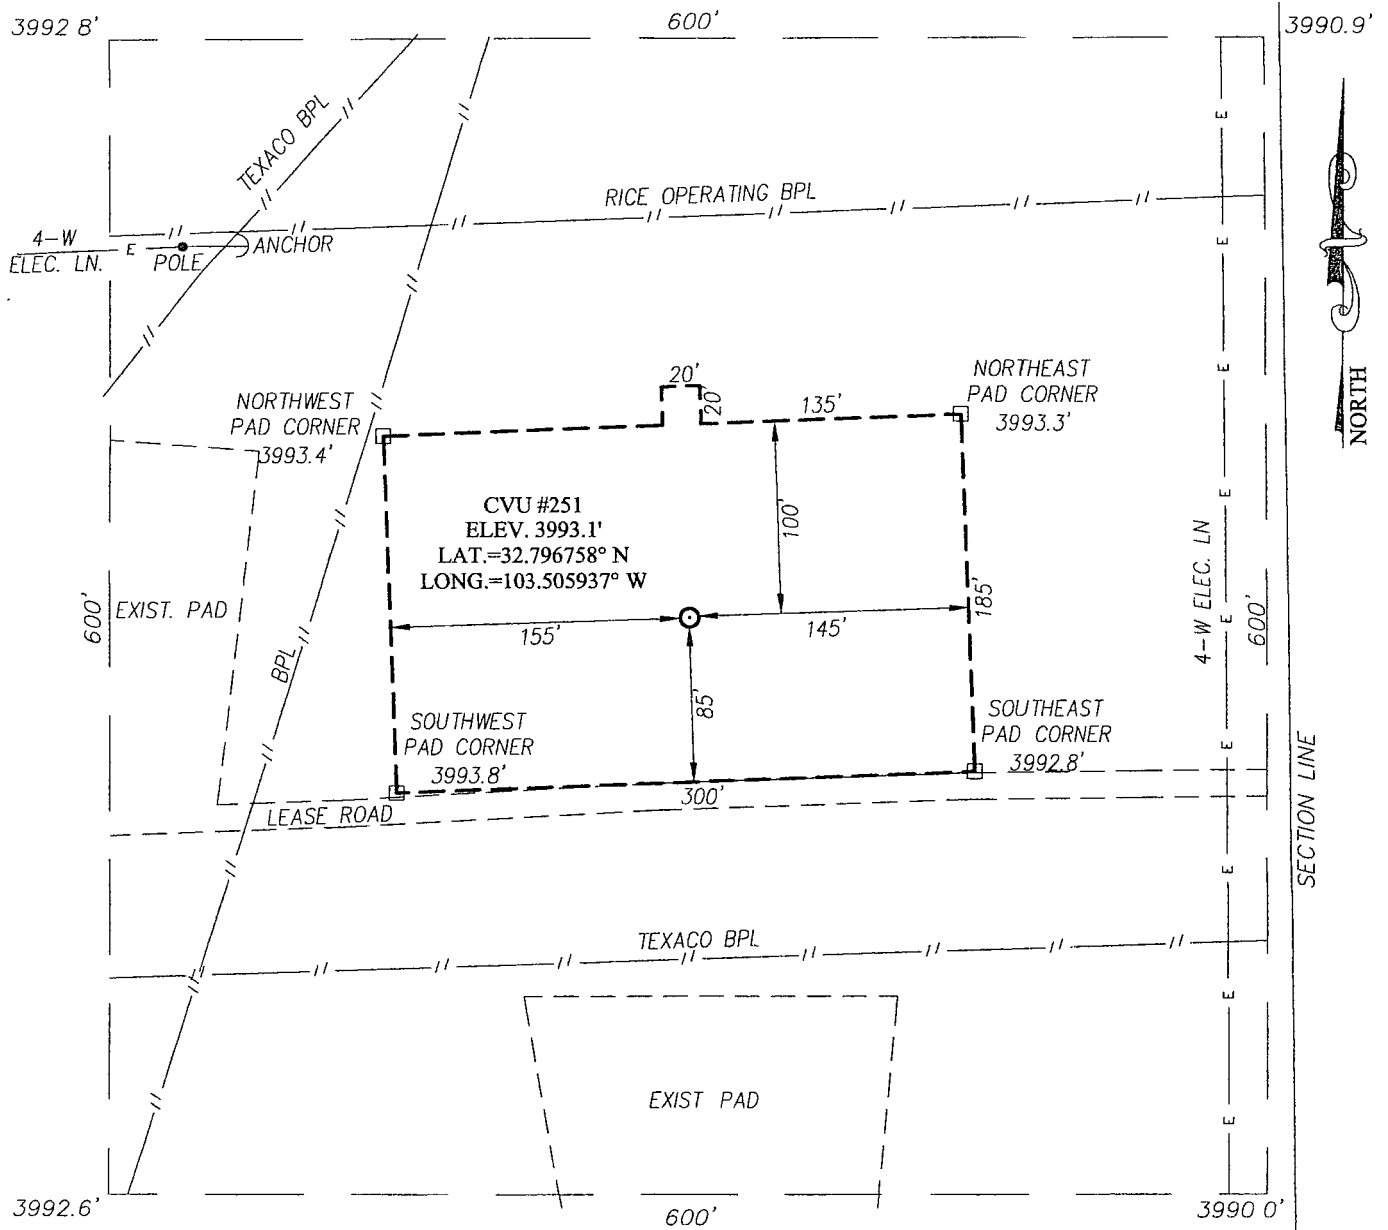 3992 8'
600'
3990.9'
TEXACO BPL
RICE OPERATING BPL
4-W
ELEC. LN.
E
POLE
ANCHOR
E
E
E
NORTH
20'
20'
135'
NORTHWEST
PAD CORNER
3993.4'
NORTHEAST
PAD CORNER
3993.3'
CVU #251
ELEV. 3993.1'
LAT.=32.796758° N
LONG.=103.505937° W
100'
E
4-W ELEC. LN
600'
EXIST. PAD
BPL
155'
145'
185'
E
600'
85'
SOUTHWEST
PAD CORNER
3993.8'
SOUTHEAST
PAD CORNER
3992.8'
E
300'
LEASE ROAD
SECTION LINE
E
TEXACO BPL
E
EXIST PAD
E
3992.6'
600'
3990 0'